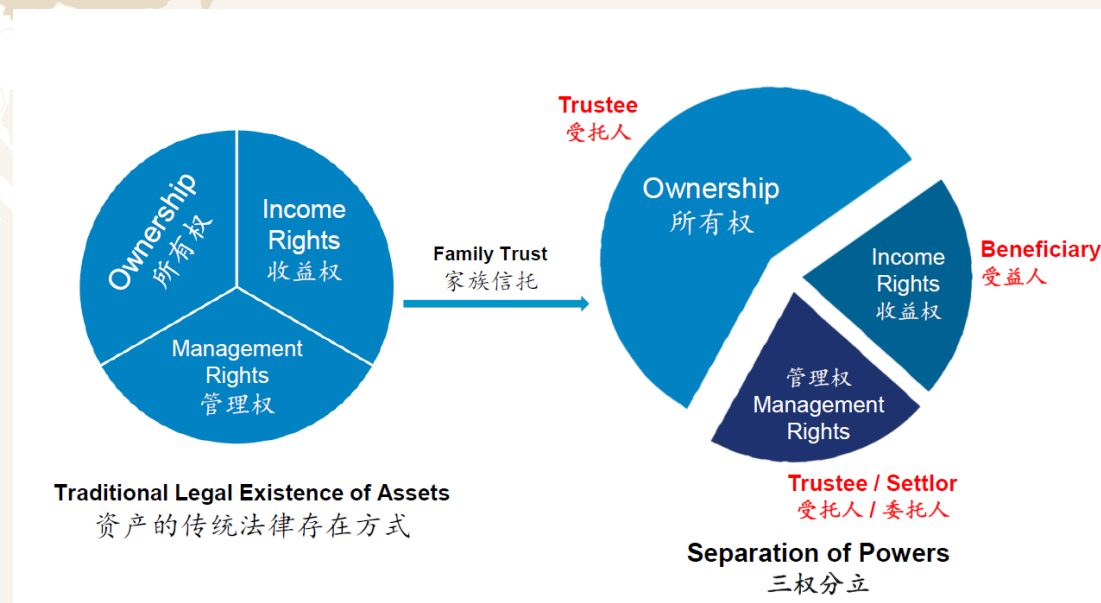 Ownership
所有权
Income
Rights
收益权
Management
Rights
管理权
Traditional Legal Existence of Assets
资产的传统法律存在方式
Family Trust
家族信托
Trustee
受托人
Ownership
所有权
Income
Rights
收益权
Beneficiary
受益人
管理权
Management
Rights
Trustee / Settlor
受托人 / 委托人
Separation of Powers
三权分立